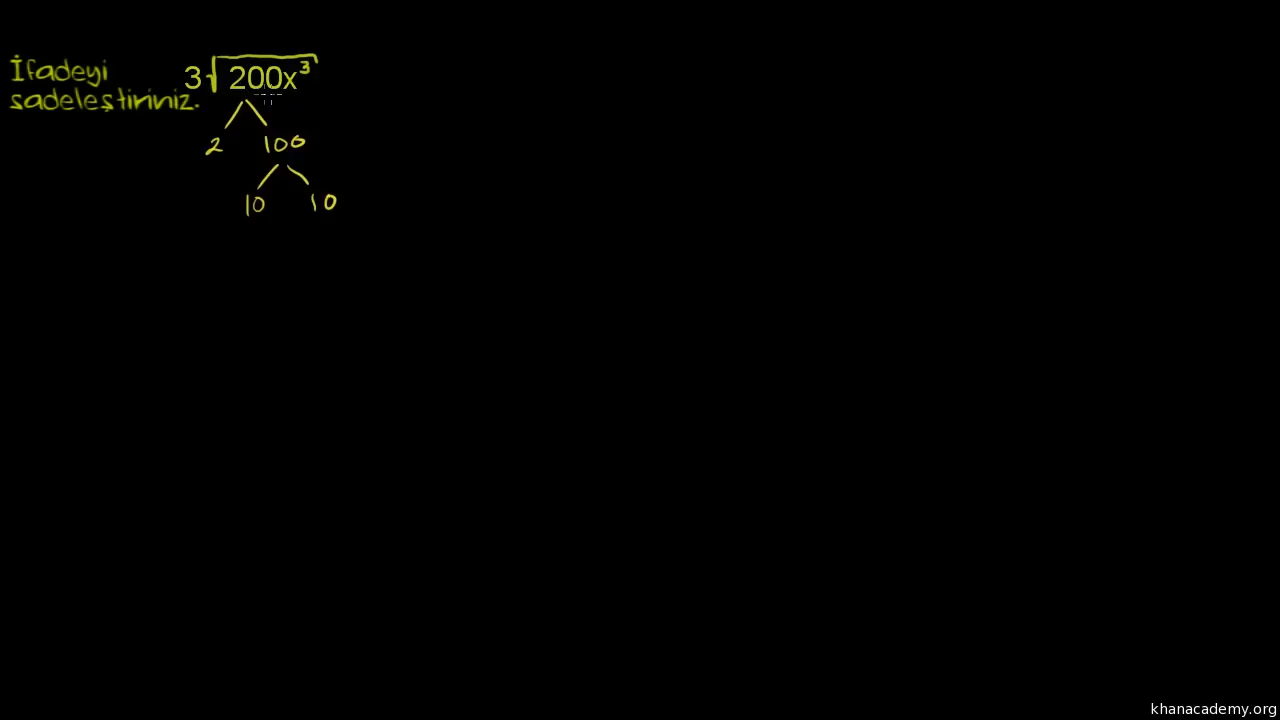 İfadeyi
sadeleştiriniz.
3√200x³
2 100
10 10
khanacademy.org